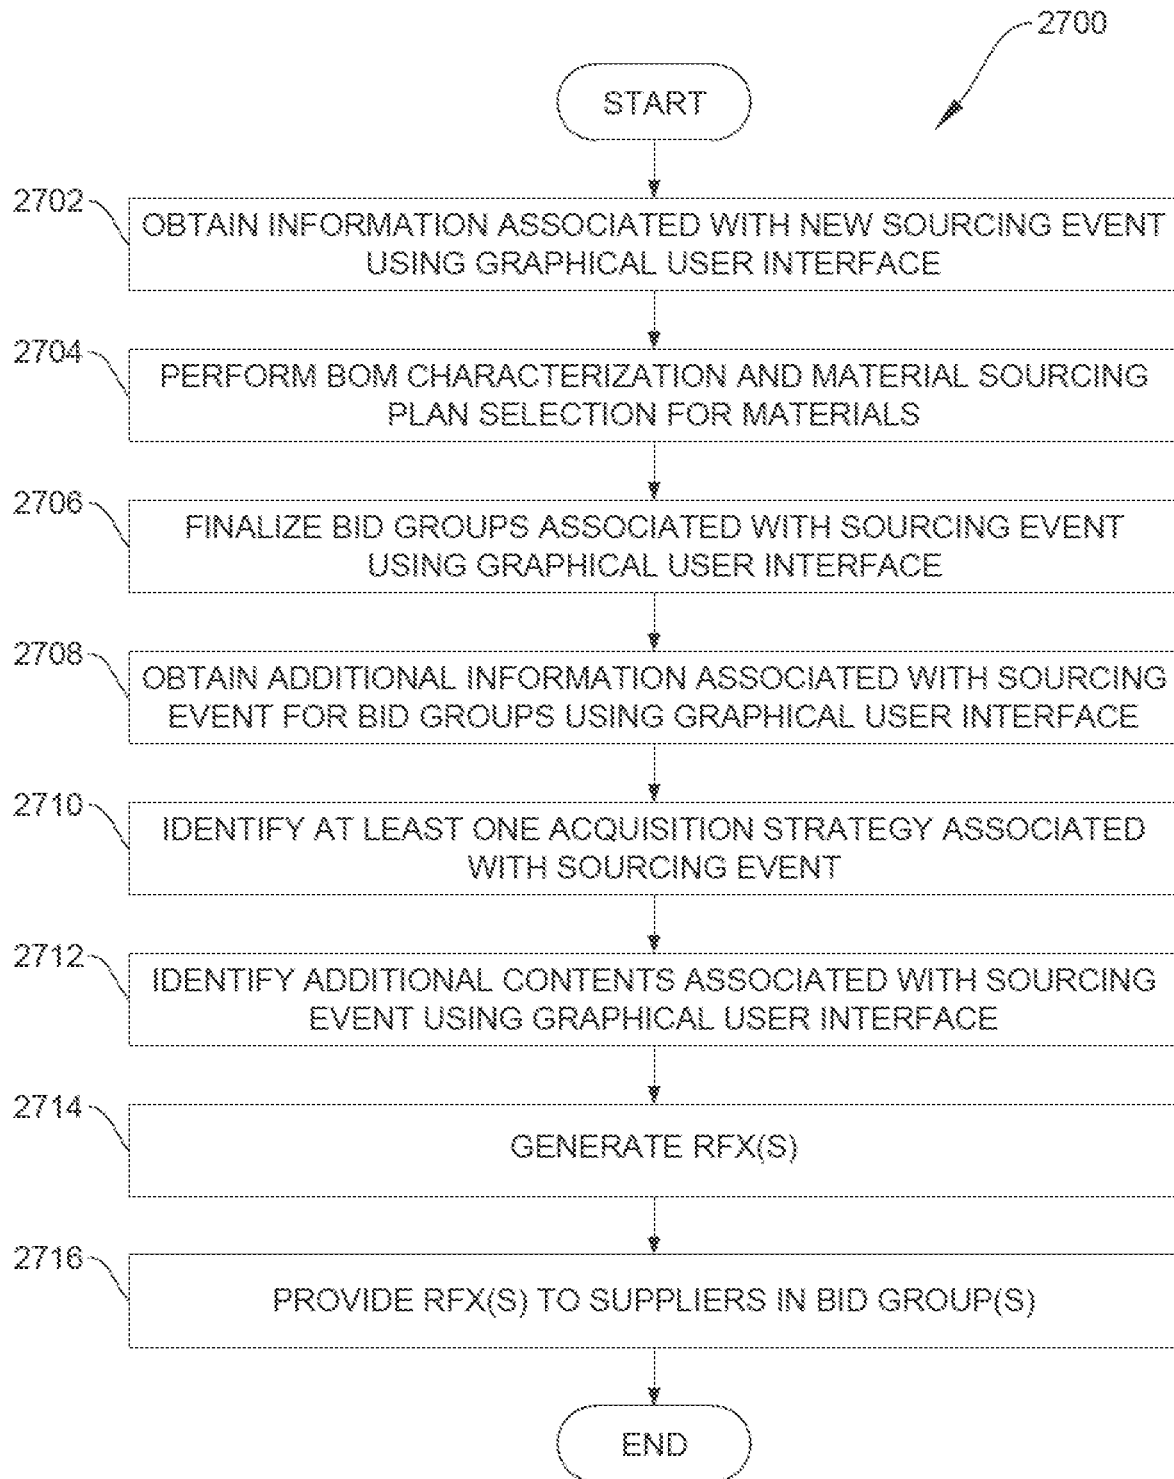 2700
START
2702
OBTAIN INFORMATION ASSOCIATED WITH NEW SOURCING EVENT
USING GRAPHICAL USER INTERFACE
2704
PERFORM BOM CHARACTERIZATION AND MATERIAL SOURCING
PLAN SELECTION FOR MATERIALS
2706
FINALIZE BID GROUPS ASSOCIATED WITH SOURCING EVENT
USING GRAPHICAL USER INTERFACE
2708
OBTAIN ADDITIONAL INFORMATION ASSOCIATED WITH SOURCING
EVENT FOR BID GROUPS USING GRAPHICAL USER INTERFACE
2710
IDENTIFY AT LEAST ONE ACQUISITION STRATEGY ASSOCIATED
WITH SOURCING EVENT
2712
IDENTIFY ADDITIONAL CONTENTS ASSOCIATED WITH SOURCING
EVENT USING GRAPHICAL USER INTERFACE
2714
GENERATE RFX(S)
2716
PROVIDE RFX(S) TO SUPPLIERS IN BID GROUP(S)
END